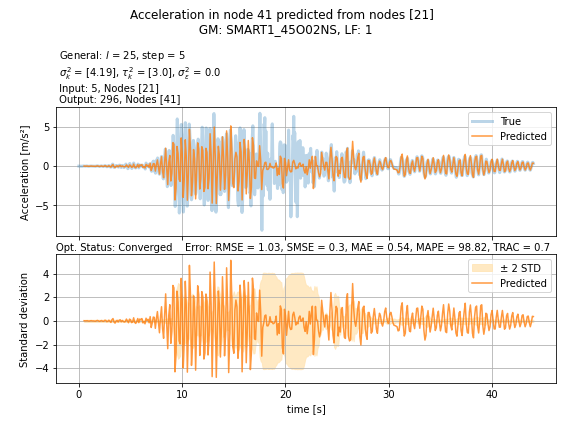 Acceleration in node 41 predicted from nodes [21]
GM: SMART1_45O02NS, LF: 1
General: l = 25, step = 5
σ²ₖ = [4.19], τ²ₖ = [3.0], σ²ₑ = 0.0
Input: 5, Nodes [21]
Output: 296, Nodes [41]
Acceleration [m/s²]
5
0
−5
True
Predicted
Opt. Status: Converged Error: RMSE = 1.03, SMSE = 0.3, MAE = 0.54, MAPE = 98.82, TRAC = 0.7
Standard deviation
4
2
0
−2
−4
± 2 STD
Predicted
0 10 20 30 40
time [s]